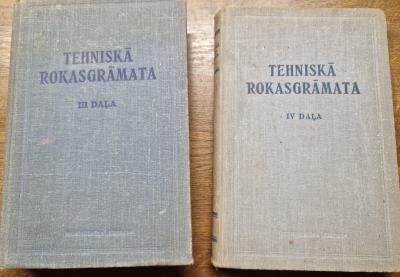 TEHNISKĀ
ROKASGRĀMATA
III DAĻA
TEHNISKĀ
ROKASGRĀMATA
IV DAĻA